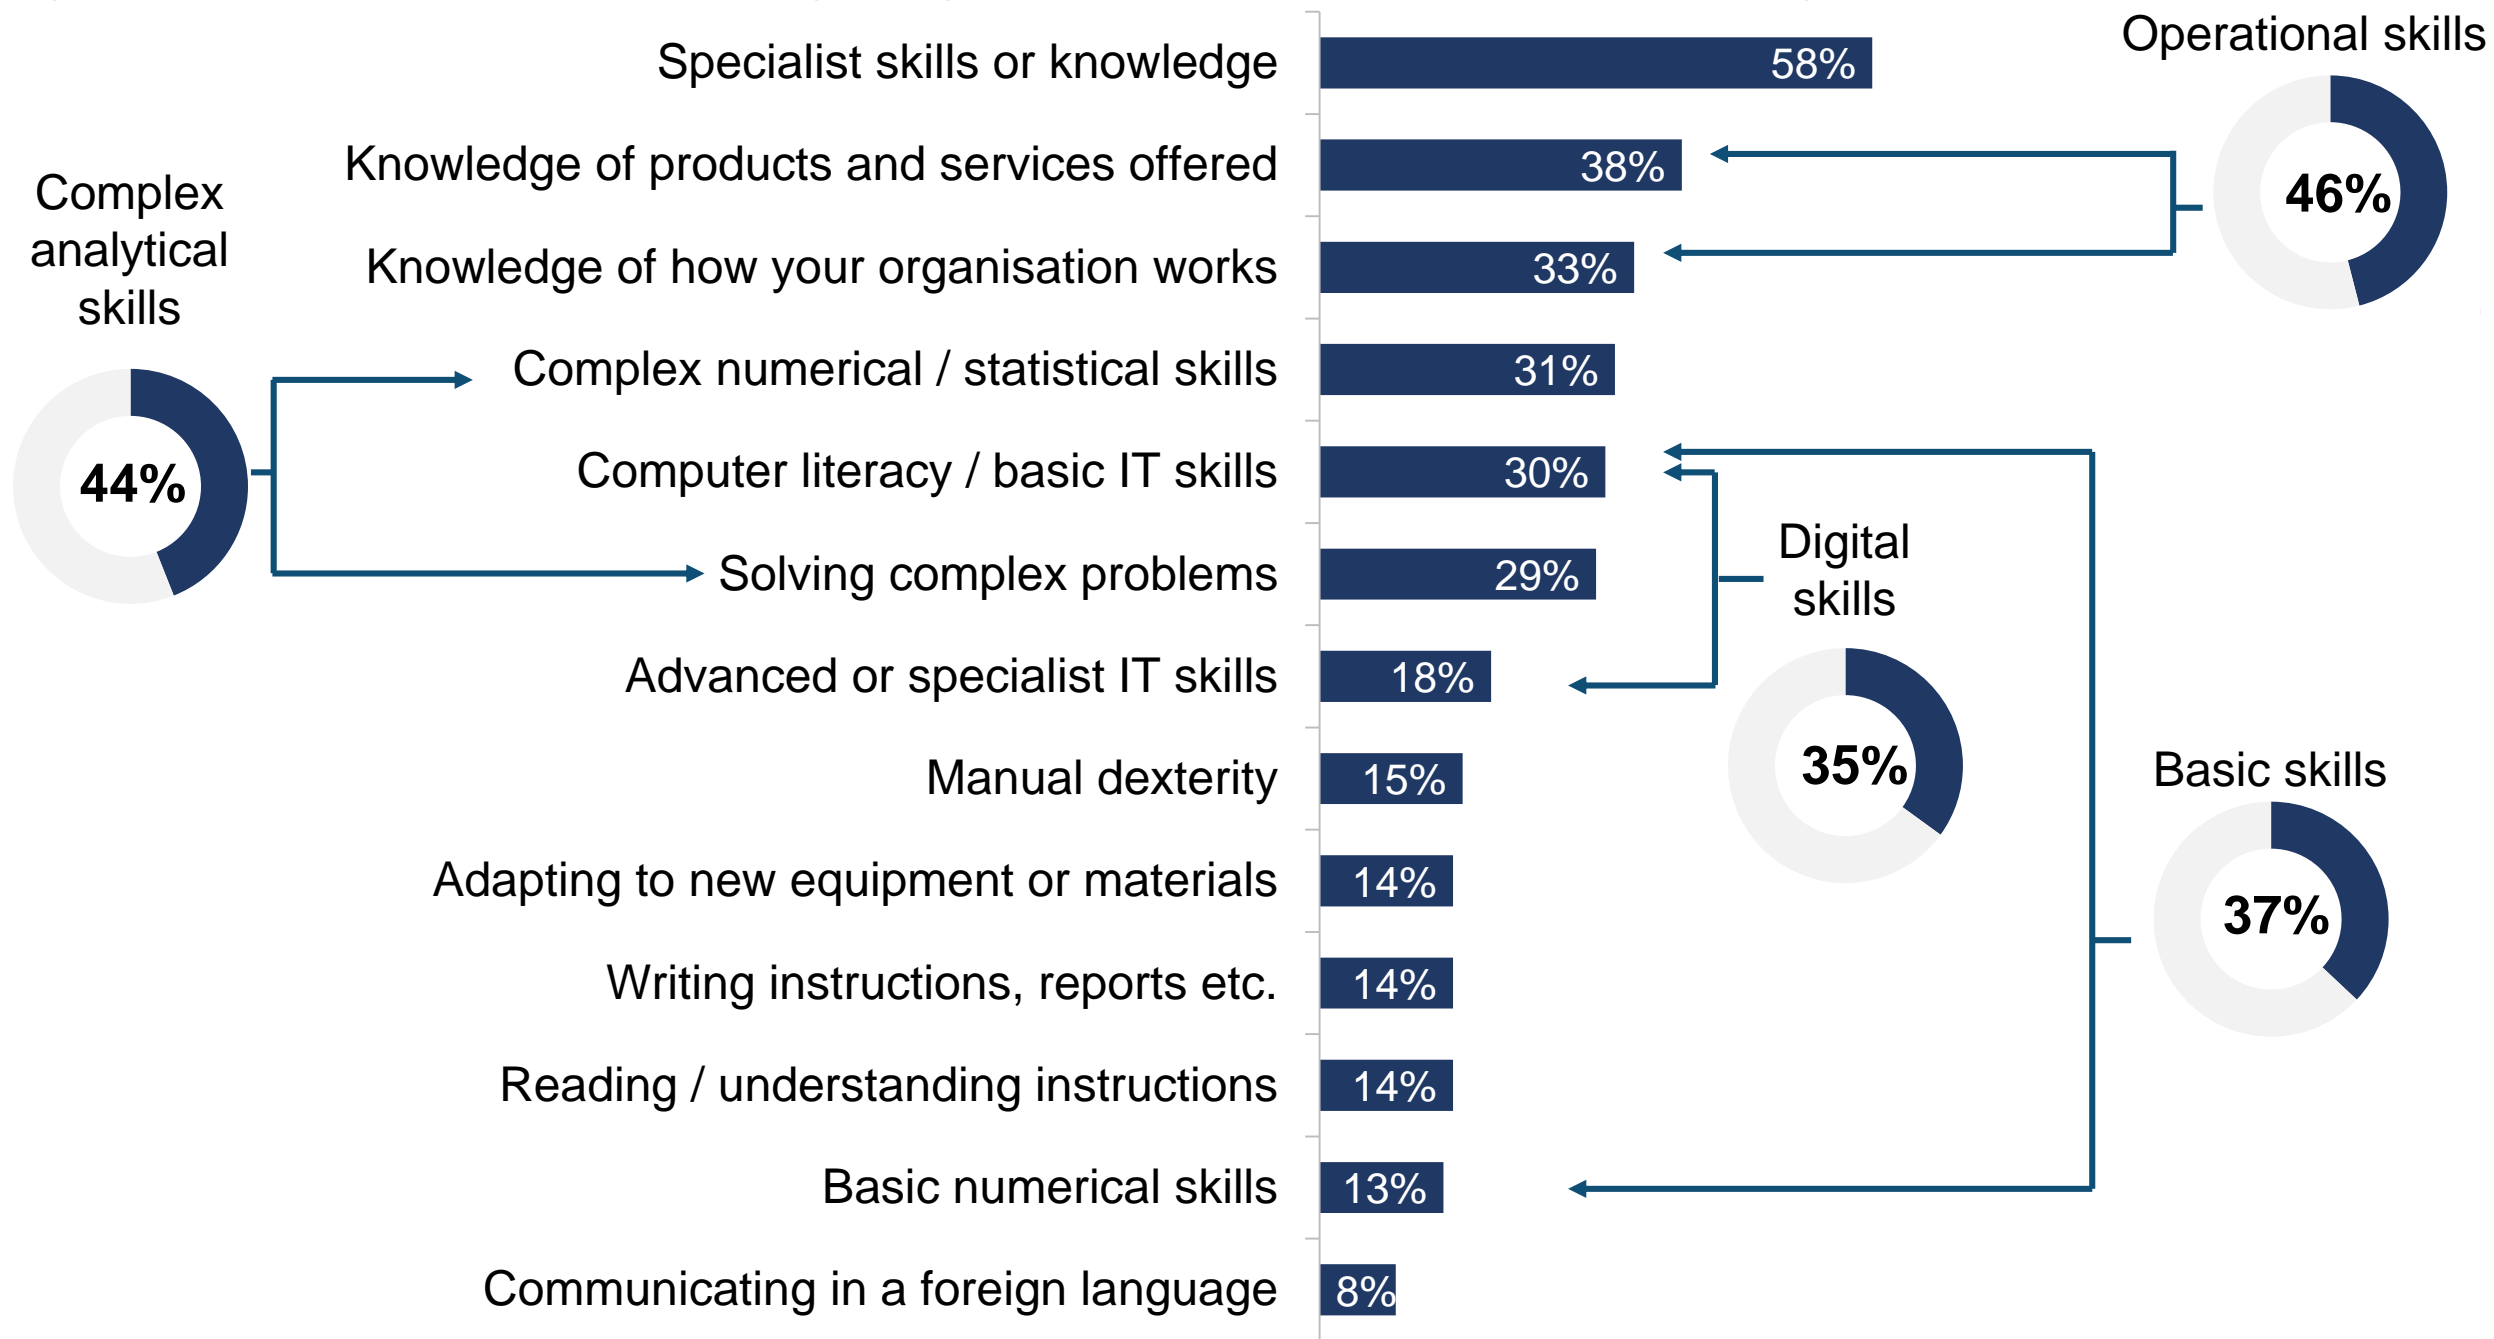 Specialist skills or knowledge 58%
Knowledge of products and services offered 38%
Knowledge of how your organisation works 33%
Complex numerical / statistical skills 31%
Computer literacy / basic IT skills 30%
Solving complex problems 29%
Advanced or specialist IT skills 18%
Manual dexterity 15%
Adapting to new equipment or materials 14%
Writing instructions, reports etc. 14%
Reading / understanding instructions 14%
Basic numerical skills 13%
Communicating in a foreign language 8%
Complex
analytical
skills
44%
Operational skills
46%
Digital
skills
35%
Basic skills
37%